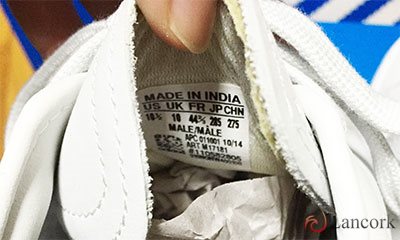 MADE IN INDIA
US UK FR JP CHN
10½ 10 44⅔ 285 275
MALE/MÂLE
APC 011001 10/14
ART M17181
Lancork